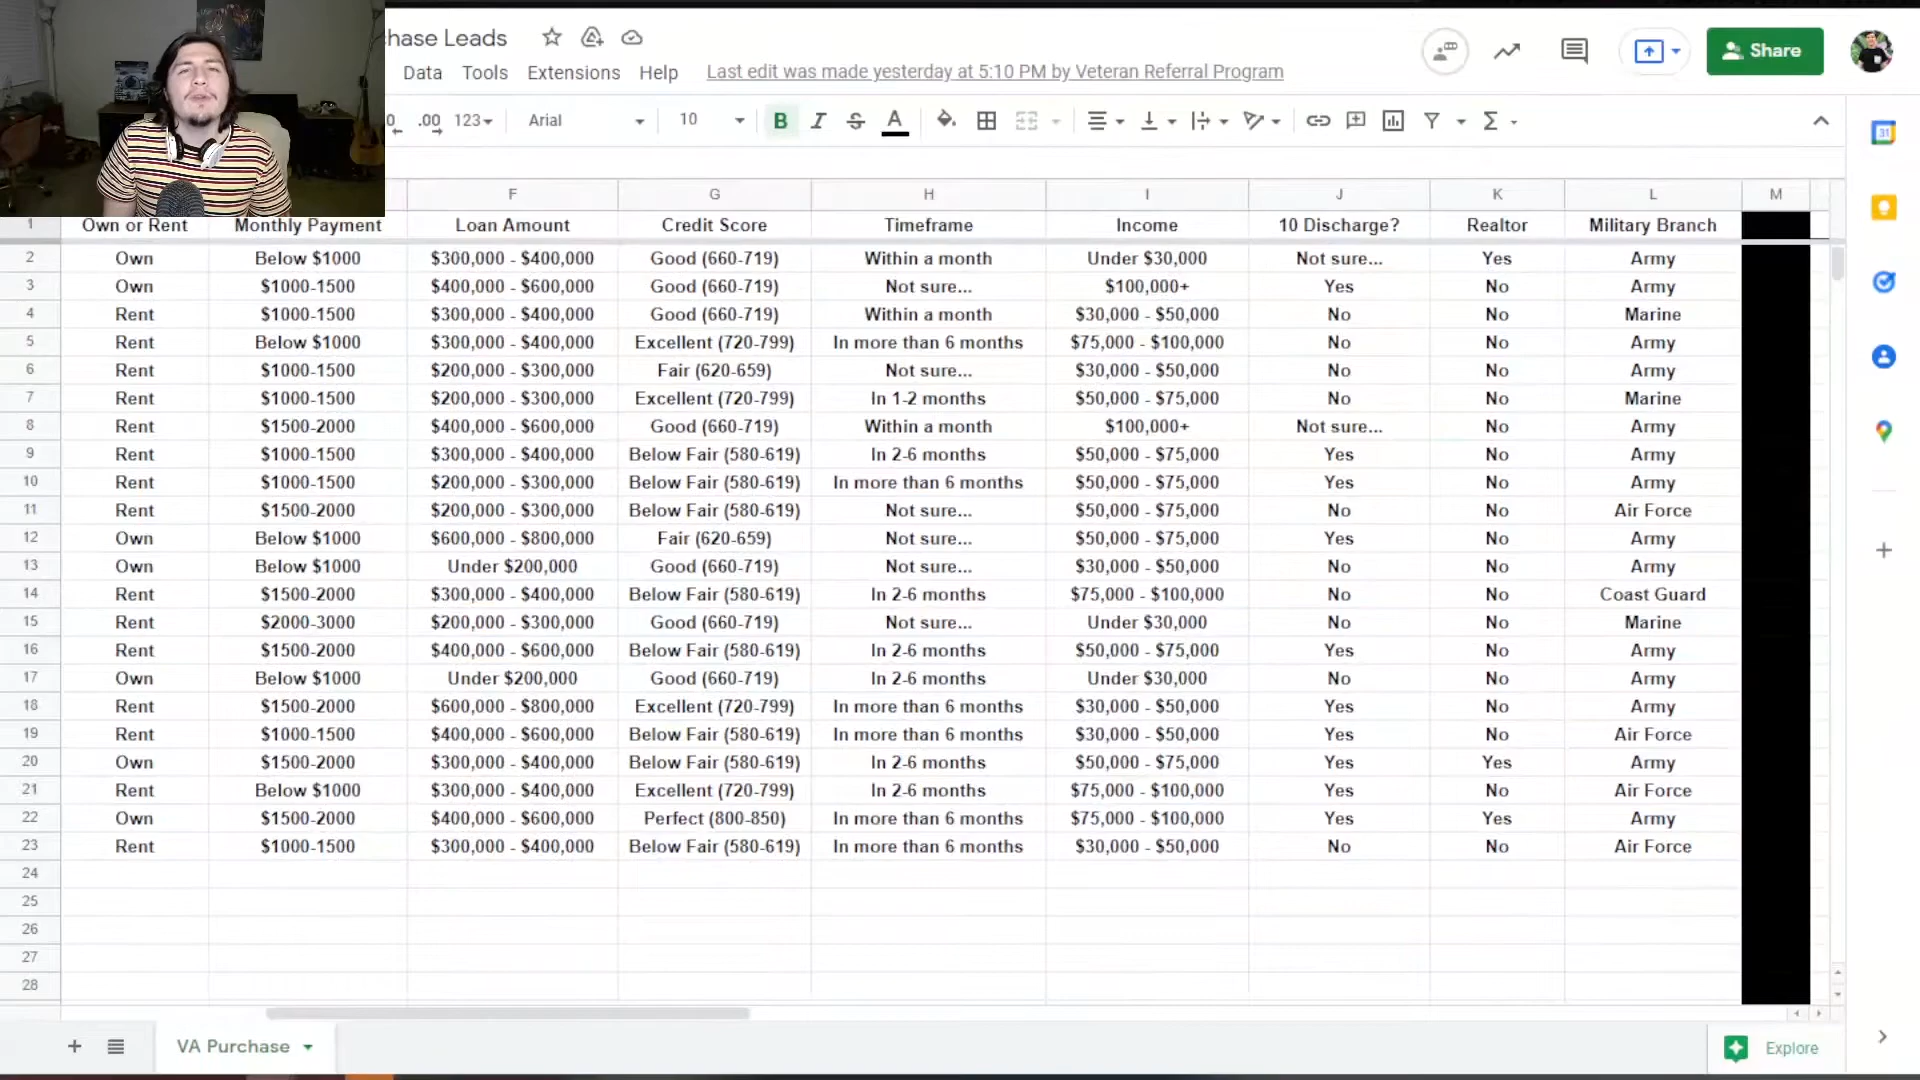 hase Leads
Data Tools Extensions Help Last edit was made yesterday at 5:10 PM by Veteran Referral Program
Share
.00 123 Arial 10 B I S A
F G H I J K L M
1 Own or Rent Monthly Payment Loan Amount Credit Score Timeframe Income 10 Discharge? Realtor Military Branch
2 Own Below $1000 $300,000 - $400,000 Good (660-719) Within a month Under $30,000 Not sure... Yes Army
3 Own $1000-1500 $400,000 - $600,000 Good (660-719) Not sure... $100,000+ Yes No Army
4 Rent $1000-1500 $300,000 - $400,000 Good (660-719) Within a month $30,000 - $50,000 No No Marine
5 Rent Below $1000 $300,000 - $400,000 Excellent (720-799) In more than 6 months $75,000 - $100,000 No No Army
6 Rent $1000-1500 $200,000 - $300,000 Fair (620-659) Not sure... $30,000 - $50,000 No No Army
7 Rent $1000-1500 $200,000 - $300,000 Excellent (720-799) In 1-2 months $50,000 - $75,000 No No Marine
8 Rent $1500-2000 $400,000 - $600,000 Good (660-719) Within a month $100,000+ Not sure... No Army
9 Rent $1000-1500 $300,000 - $400,000 Below Fair (580-619) In 2-6 months $50,000 - $75,000 Yes No Army
10 Rent $1000-1500 $200,000 - $300,000 Below Fair (580-619) In more than 6 months $50,000 - $75,000 Yes No Army
11 Rent $1500-2000 $200,000 - $300,000 Below Fair (580-619) Not sure... $50,000 - $75,000 No No Air Force
12 Own Below $1000 $600,000 - $800,000 Fair (620-659) Not sure... $50,000 - $75,000 Yes No Army
13 Own Below $1000 Under $200,000 Good (660-719) Not sure... $30,000 - $50,000 No No Army
14 Rent $1500-2000 $300,000 - $400,000 Below Fair (580-619) In 2-6 months $75,000 - $100,000 No No Coast Guard
15 Rent $2000-3000 $200,000 - $300,000 Good (660-719) Not sure... Under $30,000 No No Marine
16 Rent $1500-2000 $400,000 - $600,000 Below Fair (580-619) In 2-6 months $50,000 - $75,000 Yes No Army
17 Own Below $1000 Under $200,000 Good (660-719) In 2-6 months Under $30,000 No No Army
18 Rent $1500-2000 $600,000 - $800,000 Excellent (720-799) In more than 6 months $30,000 - $50,000 Yes No Army
19 Rent $1000-1500 $400,000 - $600,000 Below Fair (580-619) In more than 6 months $30,000 - $50,000 Yes No Air Force
20 Own $1500-2000 $300,000 - $400,000 Below Fair (580-619) In 2-6 months $50,000 - $75,000 Yes Yes Army
21 Rent Below $1000 $300,000 - $400,000 Excellent (720-799) In 2-6 months $75,000 - $100,000 Yes No Air Force
22 Own $1500-2000 $400,000 - $600,000 Perfect (800-850) In more than 6 months $75,000 - $100,000 Yes Yes Army
23 Rent $1000-1500 $300,000 - $400,000 Below Fair (580-619) In more than 6 months $30,000 - $50,000 No No Air Force
24
25
26
27
28
VA Purchase
Explore